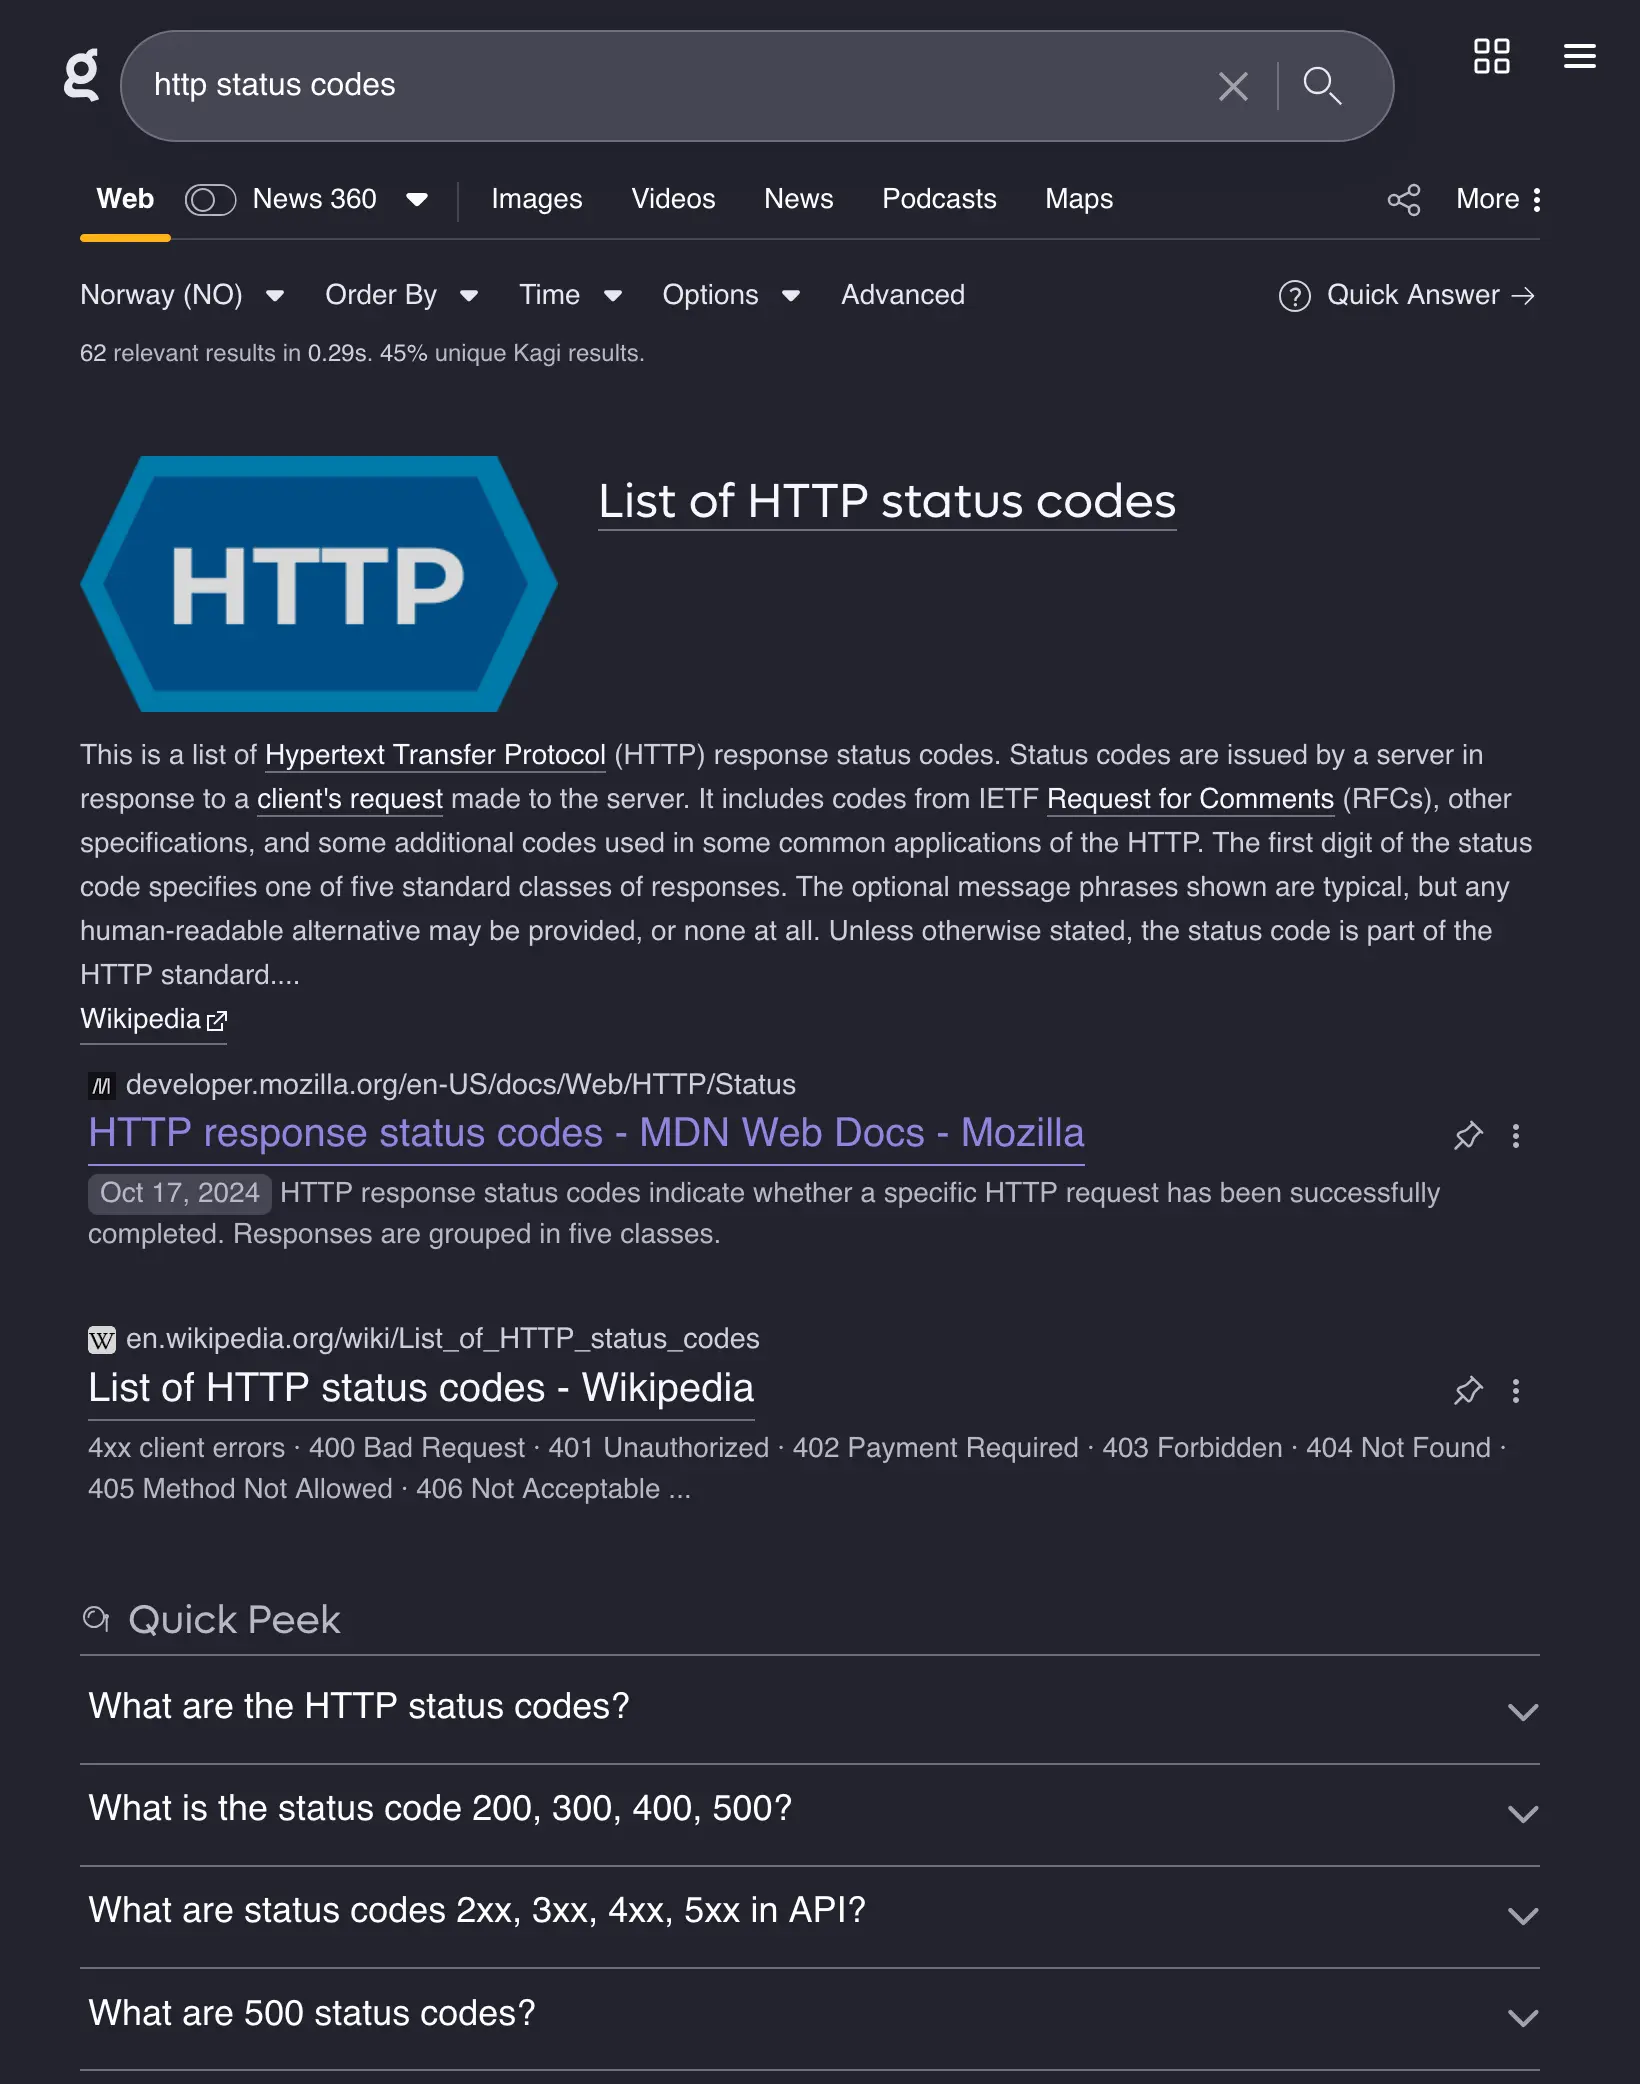 http status codes
Web News 360 Images Videos News Podcasts Maps More
Norway (NO) Order By Time Options Advanced Quick Answer →
62 relevant results in 0.29s. 45% unique Kagi results.
HTTP
List of HTTP status codes
This is a list of Hypertext Transfer Protocol (HTTP) response status codes. Status codes are issued by a server in
response to a client's request made to the server. It includes codes from IETF Request for Comments (RFCs), other
specifications, and some additional codes used in some common applications of the HTTP. The first digit of the status
code specifies one of five standard classes of responses. The optional message phrases shown are typical, but any
human-readable alternative may be provided, or none at all. Unless otherwise stated, the status code is part of the
HTTP standard....
Wikipedia
developer.mozilla.org/en-US/docs/Web/HTTP/Status
HTTP response status codes - MDN Web Docs - Mozilla
Oct 17, 2024 HTTP response status codes indicate whether a specific HTTP request has been successfully
completed. Responses are grouped in five classes.
W en.wikipedia.org/wiki/List_of_HTTP_status_codes
List of HTTP status codes - Wikipedia
4xx client errors · 400 Bad Request · 401 Unauthorized · 402 Payment Required · 403 Forbidden · 404 Not Found ·
405 Method Not Allowed · 406 Not Acceptable ...
Quick Peek
What are the HTTP status codes?
What is the status code 200, 300, 400, 500?
What are status codes 2xx, 3xx, 4xx, 5xx in API?
What are 500 status codes?